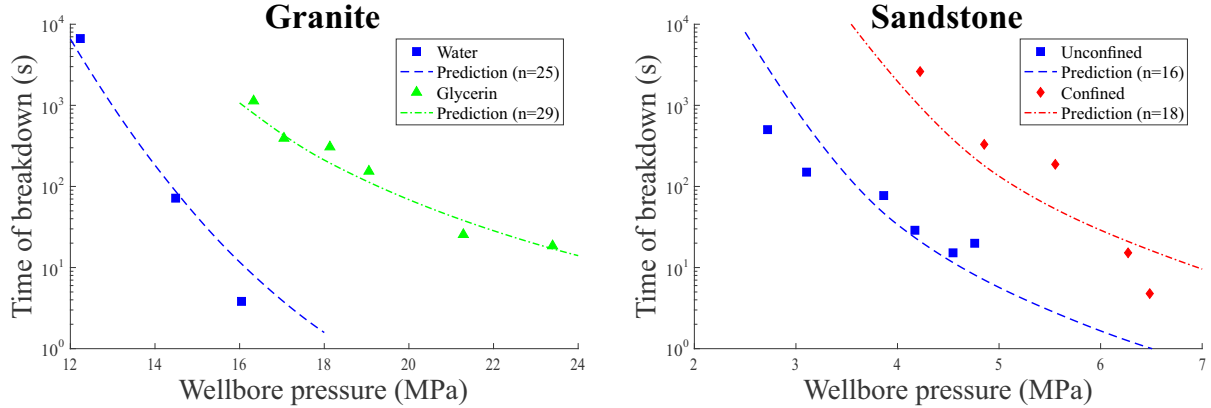 Granite
Time of breakdown (s)
10^4
10^3
10^2
10^1
10^0
12 14 16 18 20 22 24
Wellbore pressure (MPa)
Water
Prediction (n=25)
Glycerin
Prediction (n=29)
Sandstone
Time of breakdown (s)
10^4
10^3
10^2
10^1
10^0
2 3 4 5 6 7
Wellbore pressure (MPa)
Unconfined
Prediction (n=16)
Confined
Prediction (n=18)